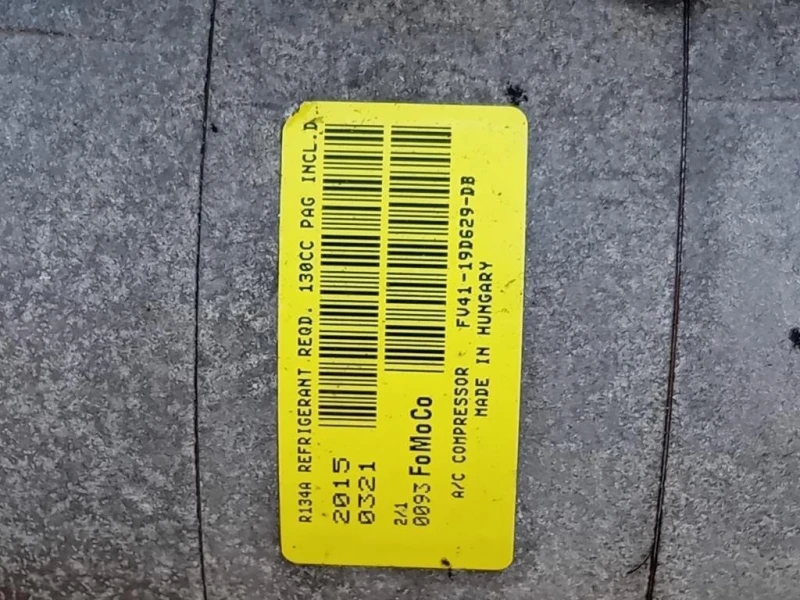 R134A REFRIGERANT REQD. 130CC PAG INCL.D
2015
0321
2/1
0093 FoMoCo
A/C COMPRESSOR FV41-19D629-DB
MADE IN HUNGARY